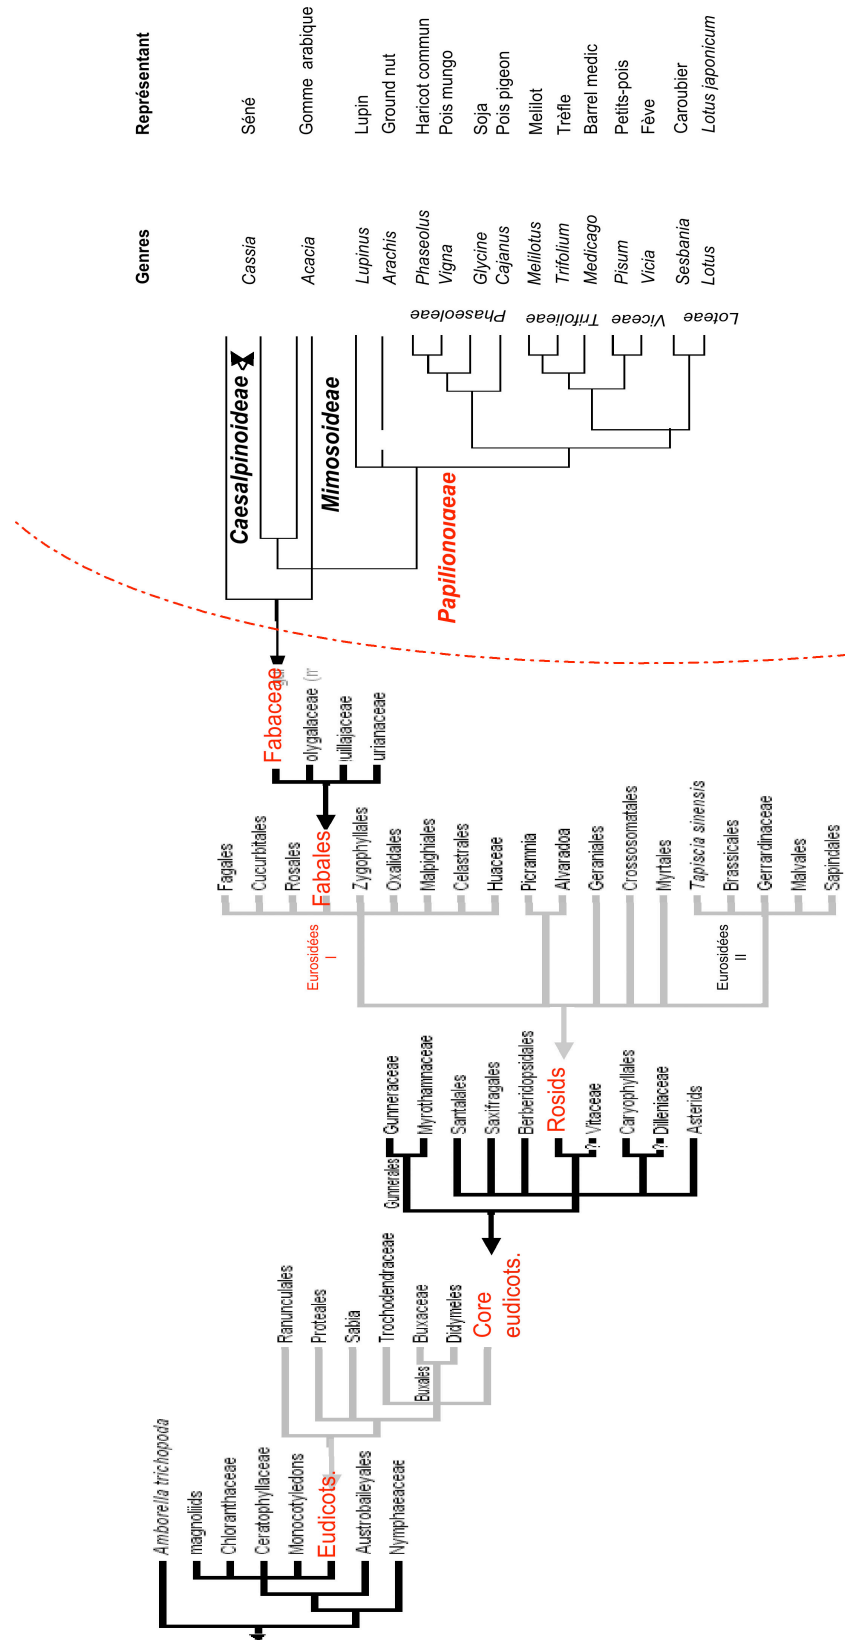 Représentant
Séné
Gomme arabique
Lupin
Ground nut
Haricot commun
Pois mungo
Soja
Pois pigeon
Melilot
Trèfle
Barrel medic
Petits-pois
Fève
Caroubier
Lotus japonicum
Genres
Cassia
Acacia
Lupinus
Arachis
Phaseolus
Vigna
Glycine
Cajanus
Melilotus
Trifolium
Medicago
Pisum
Vicia
Sesbania
Lotus
Phaseoleae
Trifolieae
Viceae
Loteae
Caesalpinoideae
Mimosoideae
Papilionoideae
Fabaceae
olygalaceae
uillajaceae
urianaceae
Fagales
Cucurbitales
Rosales
Fabales
Zygophyllales
Oxalidales
Malpighiales
Celastrales
Huaceae
Picramnia
Alvaradoa
Geraniales
Crossosomatales
Myrtales
Tapiscia sinensis
Brassicales
Gerrardinaceae
Malvales
Sapindales
Eurosidées
I
Eurosidées
II
Gunneraceae
Myrothamnaceae
Gunnerales
Santalales
Saxifragales
Berberidopsidales
Rosids
? Vitaceae
Caryophyllales
? Dilleniaceae
Asterids
Ranunculales
Proteales
Sabia
Trochodendraceae
Buxaceae
Didymeles
Buxales
Core
eudicots.
Amborella trichopoda
magnoliids
Chloranthaceae
Ceratophyllaceae
Monocotyledons
Eudicots.
Austrobaileyales
Nymphaeaceae